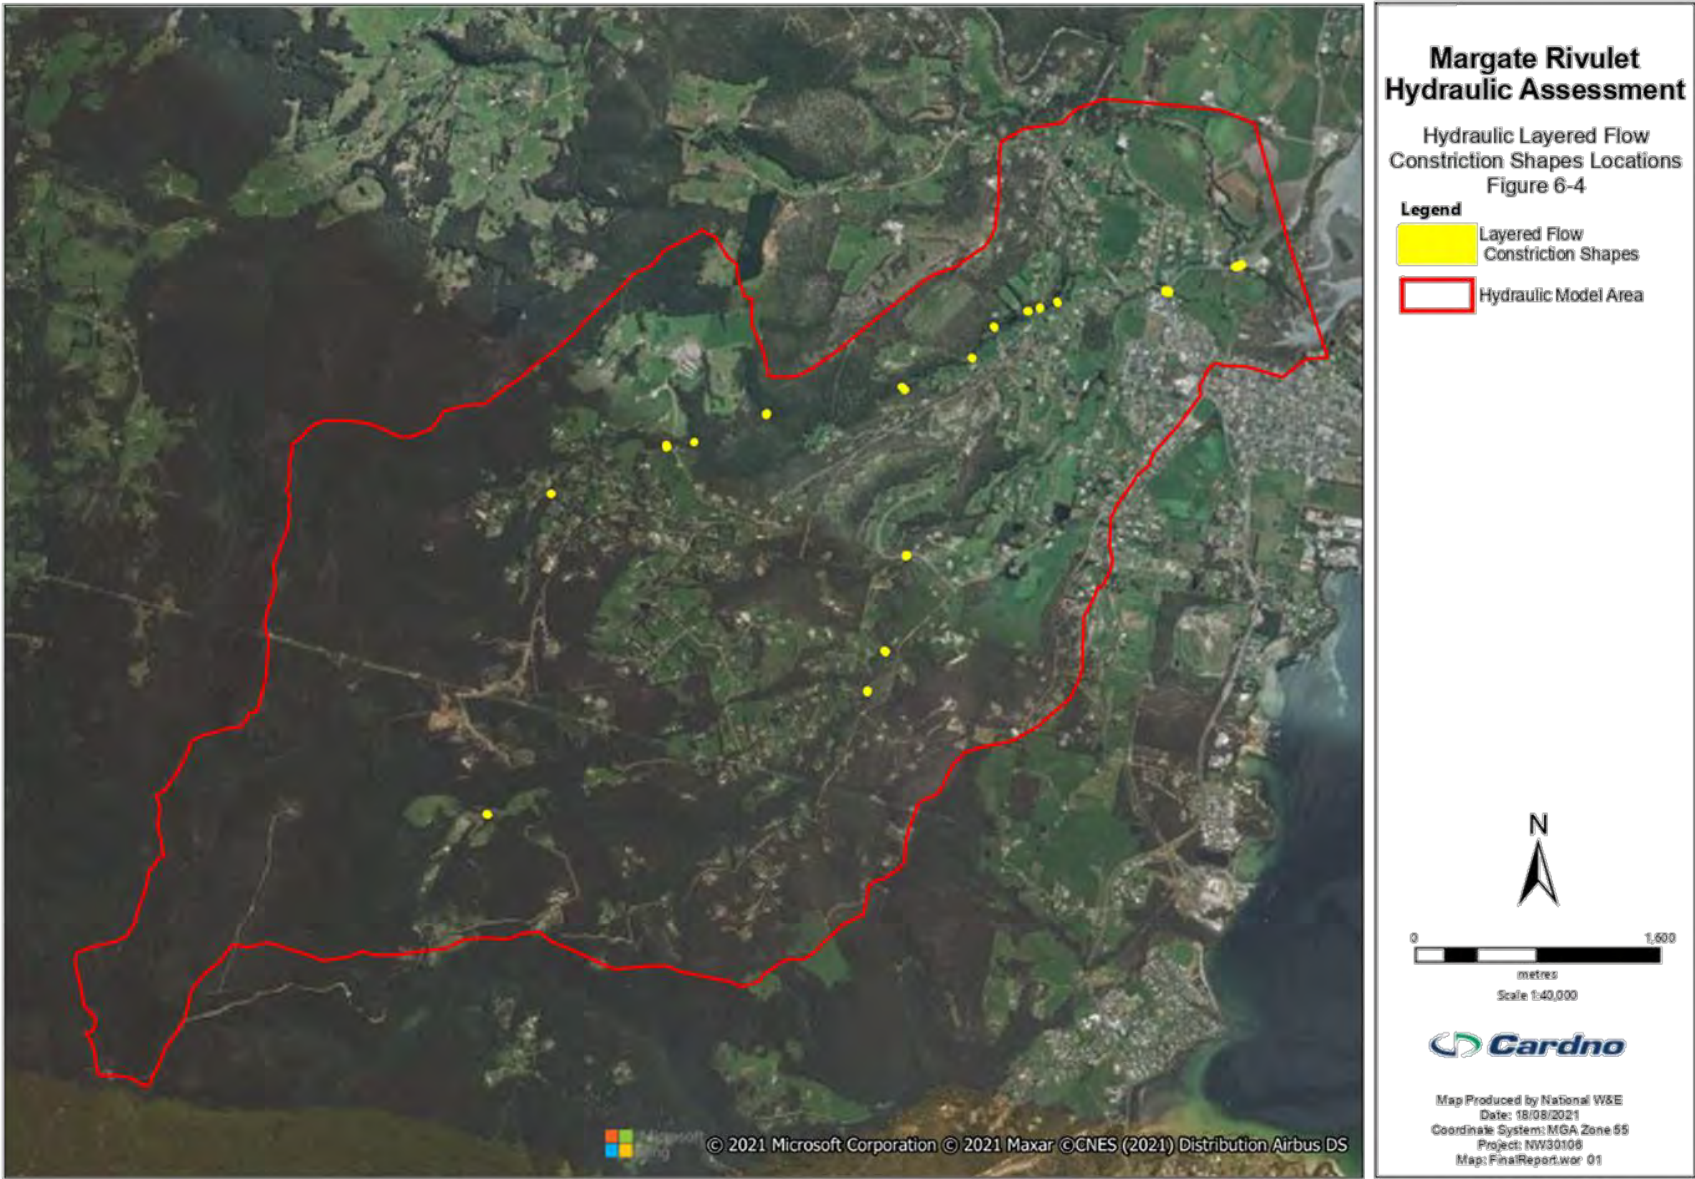 Margate Rivulet
Hydraulic Assessment
Hydraulic Layered Flow
Constriction Shapes Locations
Figure 6-4
Legend
Layered Flow
Constriction Shapes
Hydraulic Model Area
N
0 1,600
metres
Scale 1:40,000
Cardno
Map Produced by National W&E
Date: 18/08/2021
Coordinate System: MGA Zone 55
Project: NW30106
Map: FinalReport.wor 01
Microsoft
Bing
© 2021 Microsoft Corporation © 2021 Maxar ©CNES (2021) Distribution Airbus DS